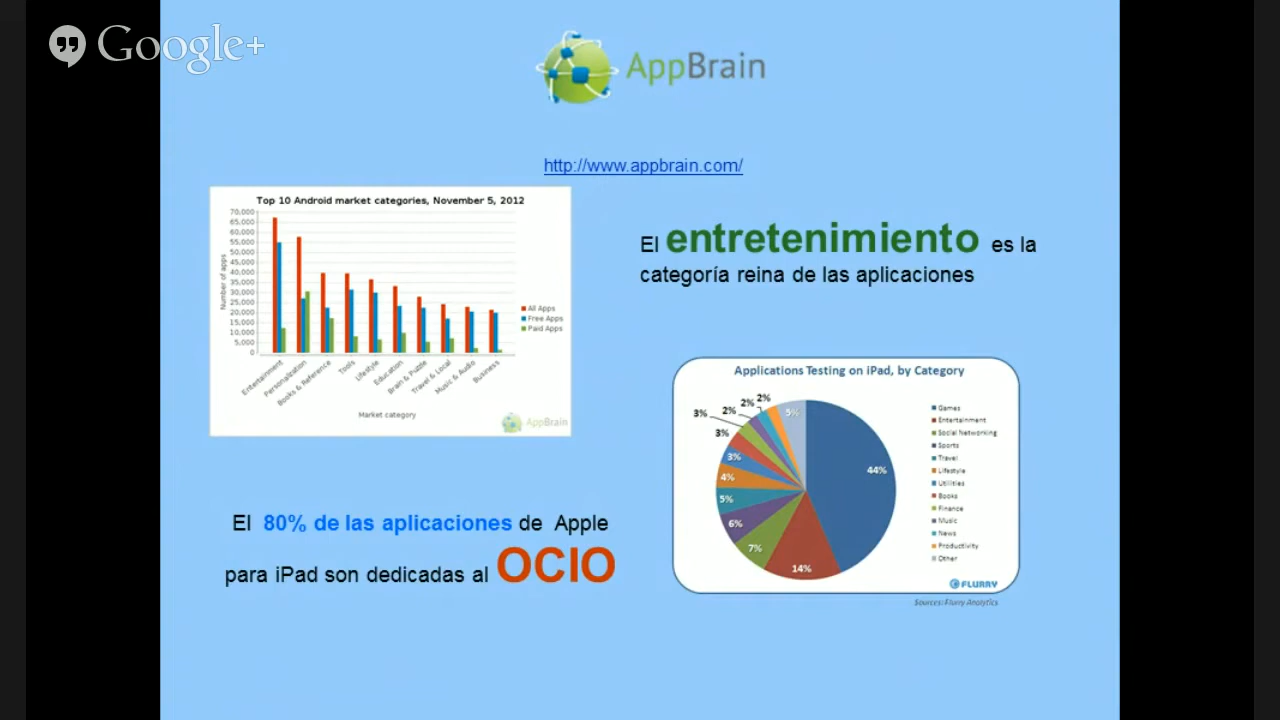 Google+
AppBrain
http://www.appbrain.com/
Top 10 Android market categories, November 5, 2012
70,000
65,000
60,000
55,000
50,000
45,000
40,000
35,000
30,000
25,000
20,000
15,000
10,000
5,000
0
Number of apps
All Apps
Free Apps
Paid Apps
Entertainment
Personalization
Books & Reference
Tools
Lifestyle
Education
Brain & Puzzle
Travel & Local
Music & Audio
Business
Market category
AppBrain
El entretenimiento es la
categoría reina de las aplicaciones
Applications Testing on iPad, by Category
44%
14%
7%
6%
5%
4%
3%
3%
3%
2%
2%
2%
5%
Games
Entertainment
Social Networking
Sports
Travel
Lifestyle
Utilities
Books
Finance
Music
News
Productivity
Other
FLURRY
Sources: Flurry Analytics
El 80% de las aplicaciones de Apple
para iPad son dedicadas al OCIO